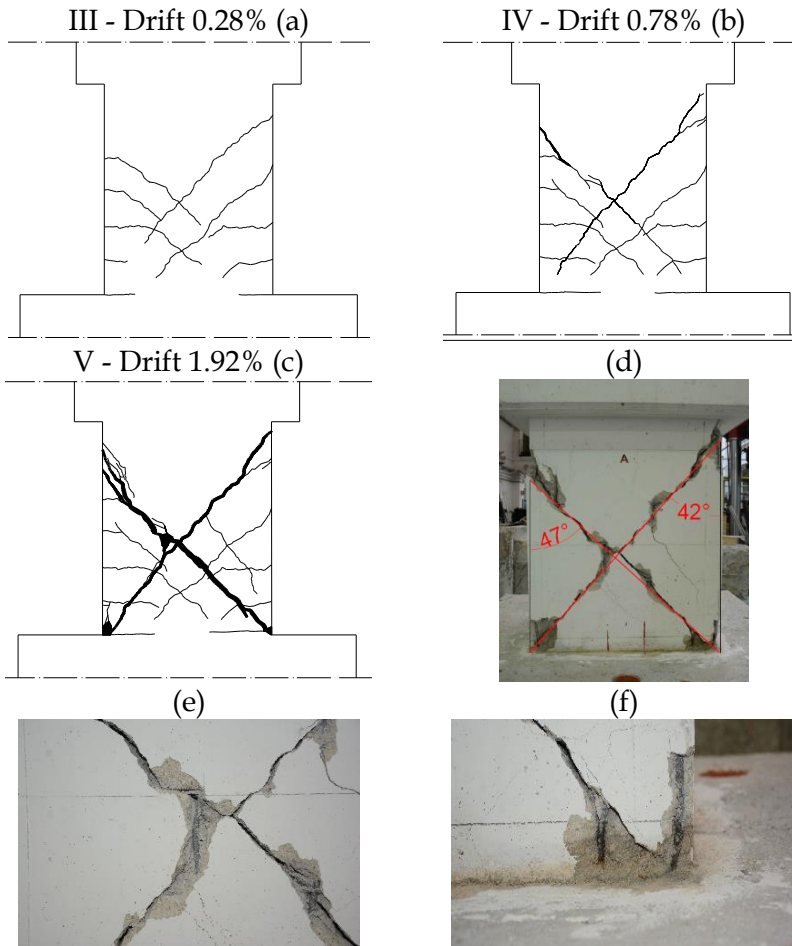 III - Drift 0.28% (a)
IV - Drift 0.78% (b)
V - Drift 1.92% (c)
(d)
A
42°
47°
(e)
(f)